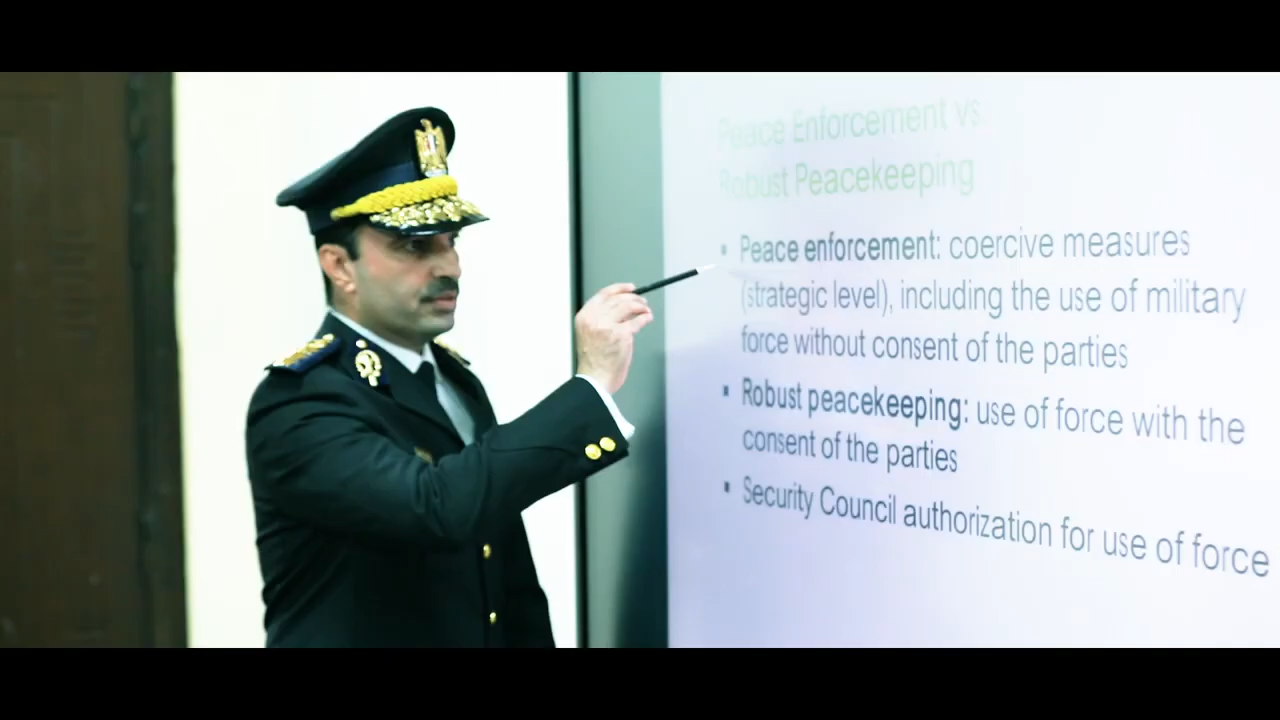 Peace Enforcement vs.
Robust Peacekeeping
▪ Peace enforcement: coercive measures
(strategic level), including the use of military
force without consent of the parties
▪ Robust peacekeeping: use of force with the
consent of the parties
▪ Security Council authorization for use of force